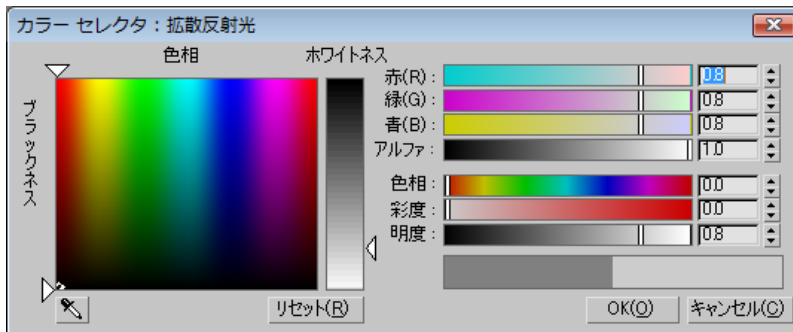 カラー セレクタ：拡散反射光
色相
ホワイトネス
ブラックネス
赤(R)： 0.8
緑(G)： 0.8
青(B)： 0.8
アルファ： 1.0
色相： 0.0
彩度： 0.0
明度： 0.8
リセット(R)
OK(O)
キャンセル(C)